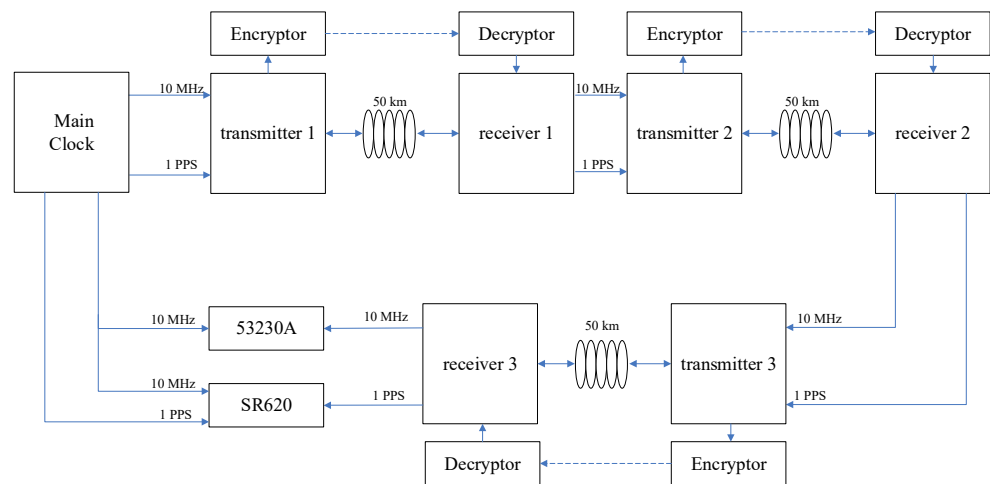 Encryptor
Decryptor
Encryptor
Decryptor
Main
Clock
10 MHz
1 PPS
transmitter 1
50 km
receiver 1
10 MHz
1 PPS
transmitter 2
50 km
receiver 2
10 MHz
53230A
10 MHz
receiver 3
50 km
transmitter 3
10 MHz
10 MHz
1 PPS
SR620
1 PPS
1 PPS
Decryptor
Encryptor